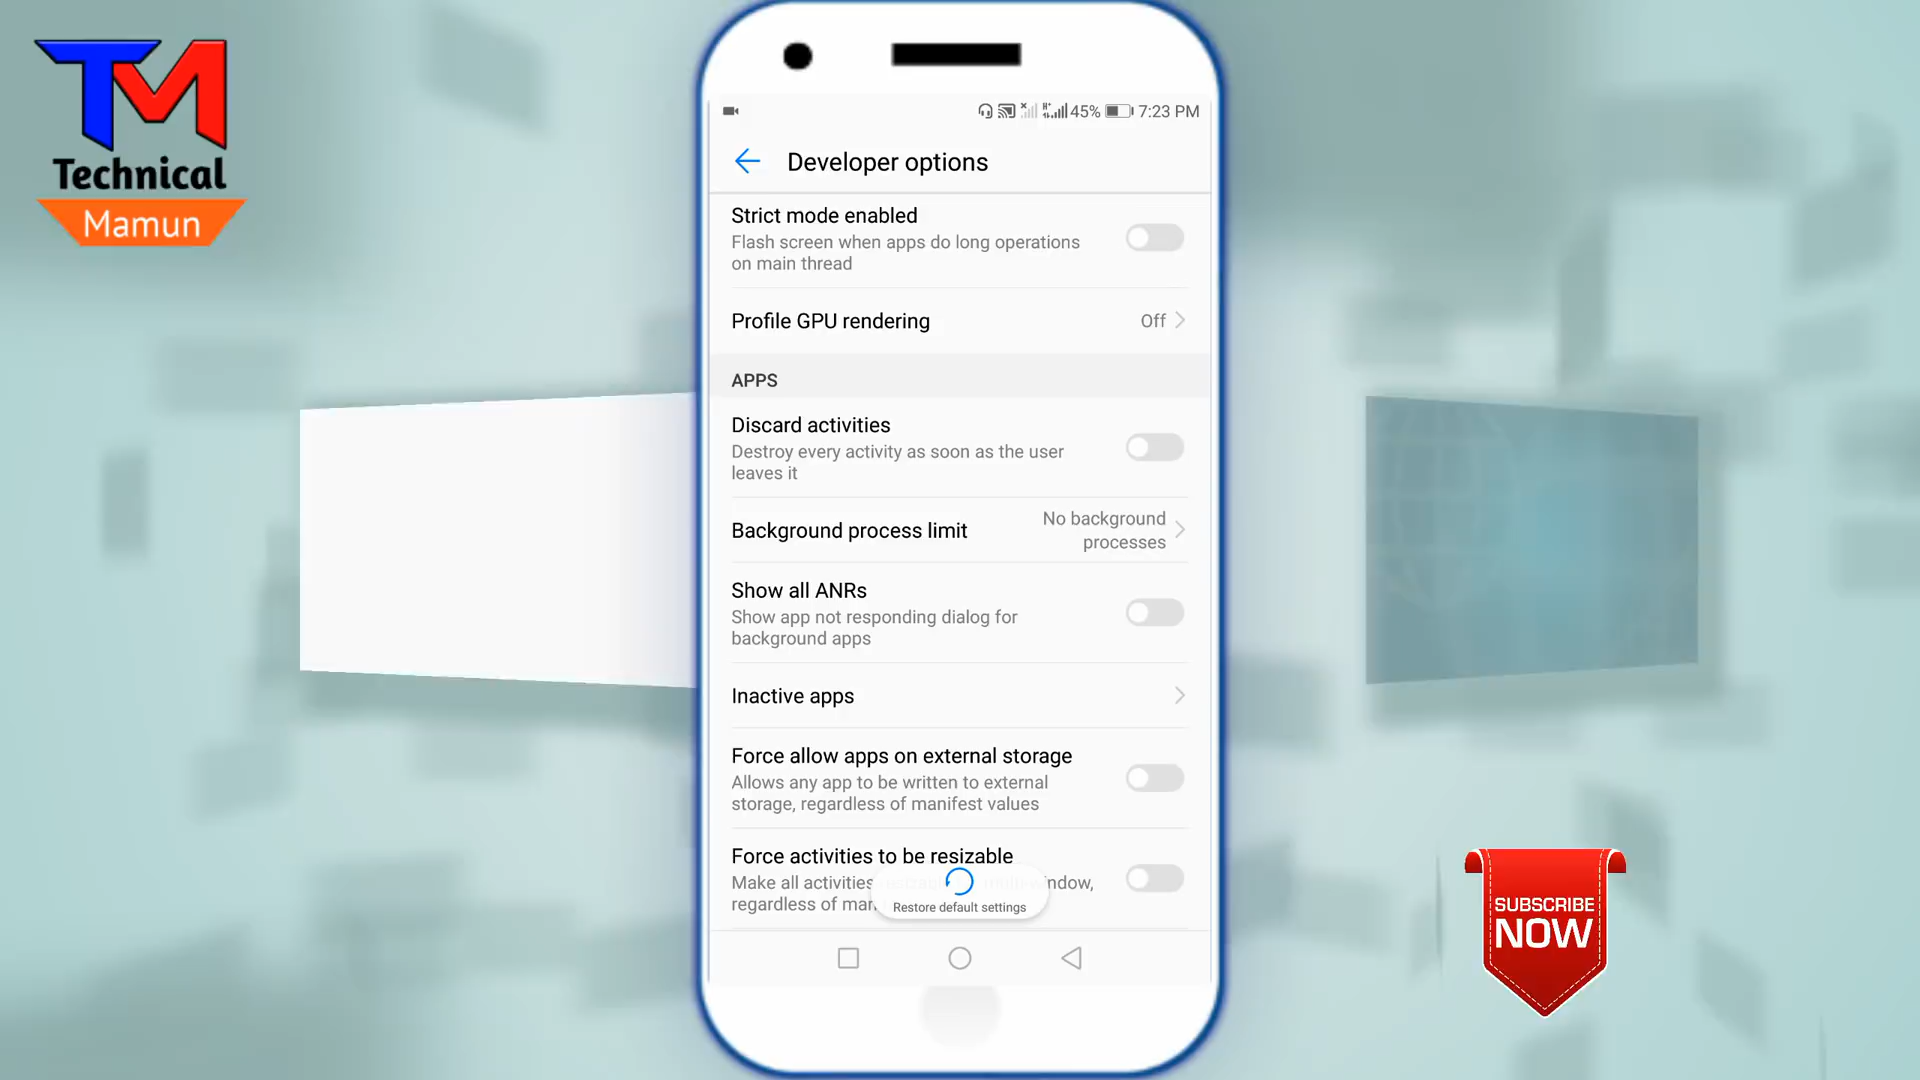 TM
Technical
Mamun
45% 7:23 PM
Developer options
Strict mode enabled
Flash screen when apps do long operations
on main thread
Profile GPU rendering
Off
APPS
Discard activities
Destroy every activity as soon as the user
leaves it
Background process limit
No background
processes
Show all ANRs
Show app not responding dialog for
background apps
Inactive apps
Force allow apps on external storage
Allows any app to be written to external
storage, regardless of manifest values
Force activities to be resizable
Make all activities
regardless of
Restore default settings
SUBSCRIBE
NOW